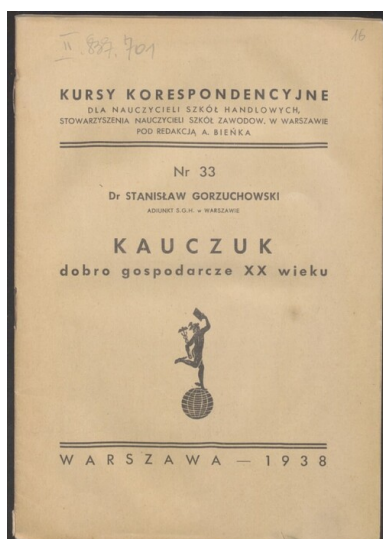 II 837.701
16
KURSY KORESPONDENCYJNE
DLA NAUCZYCIELI SZKÓŁ HANDLOWYCH,
STOWARZYSZENIA NAUCZYCIELI SZKÓŁ ZAWODOW. W WARSZAWIE
POD REDAKCJĄ A. BIEŃKA
Nr 33
Dr STANISŁAW GORZUCHOWSKI
ADIUNKT S.G.H. w WARSZAWIE
KAUCZUK
dobro gospodarcze XX wieku
WARSZAWA — 1938